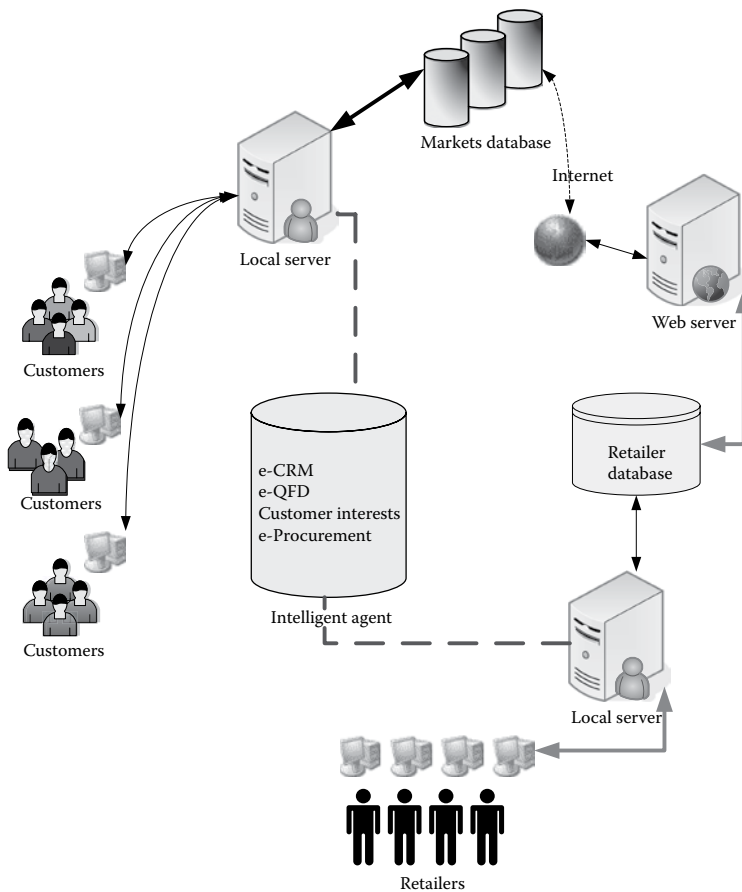 Markets database
Internet
Local server
Web server
Customers
Customers
Customers
e-CRM
e-QFD
Customer interests
e-Procurement
Intelligent agent
Retailer
database
Local server
Retailers